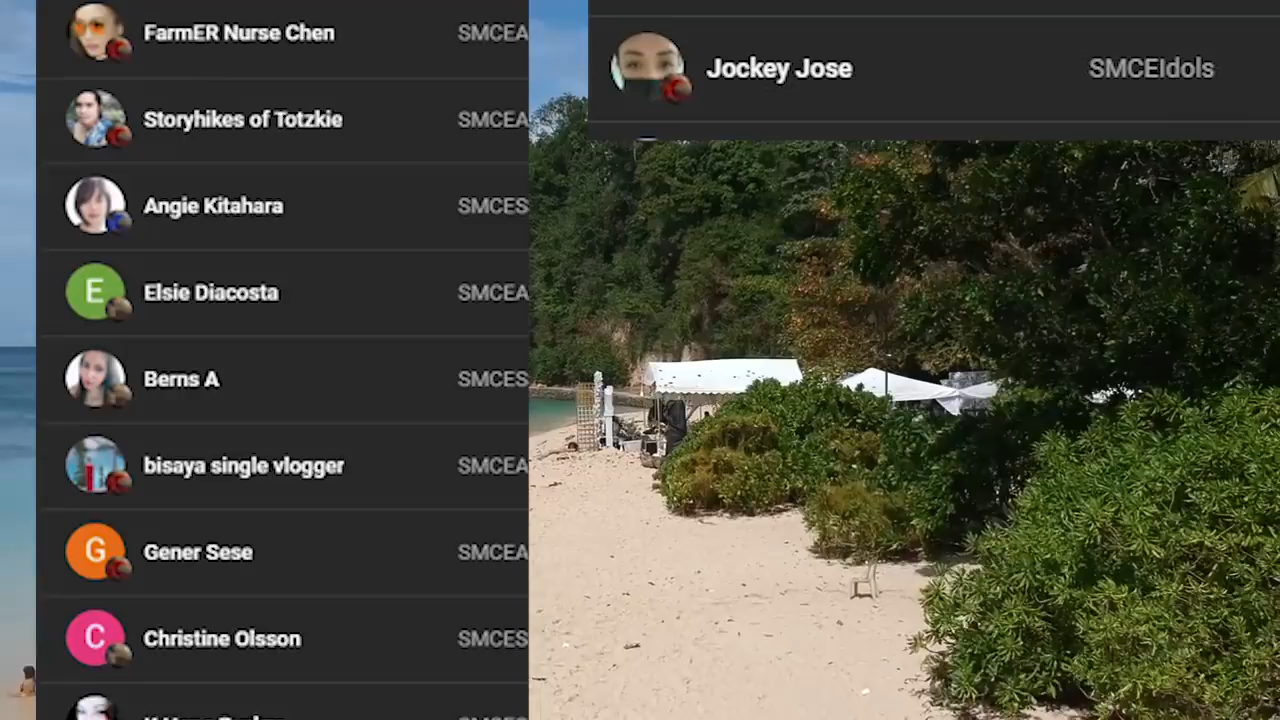 FarmER Nurse Chen SMCEA
Storyhikes of Totzkie SMCEA
Angie Kitahara SMCES
E Elsie Diacosta SMCEA
Berns A SMCES
bisaya single vlogger SMCEA
G Gener Sese SMCEA
C Christine Olsson SMCES
SMCES
Jockey Jose SMCEIdols